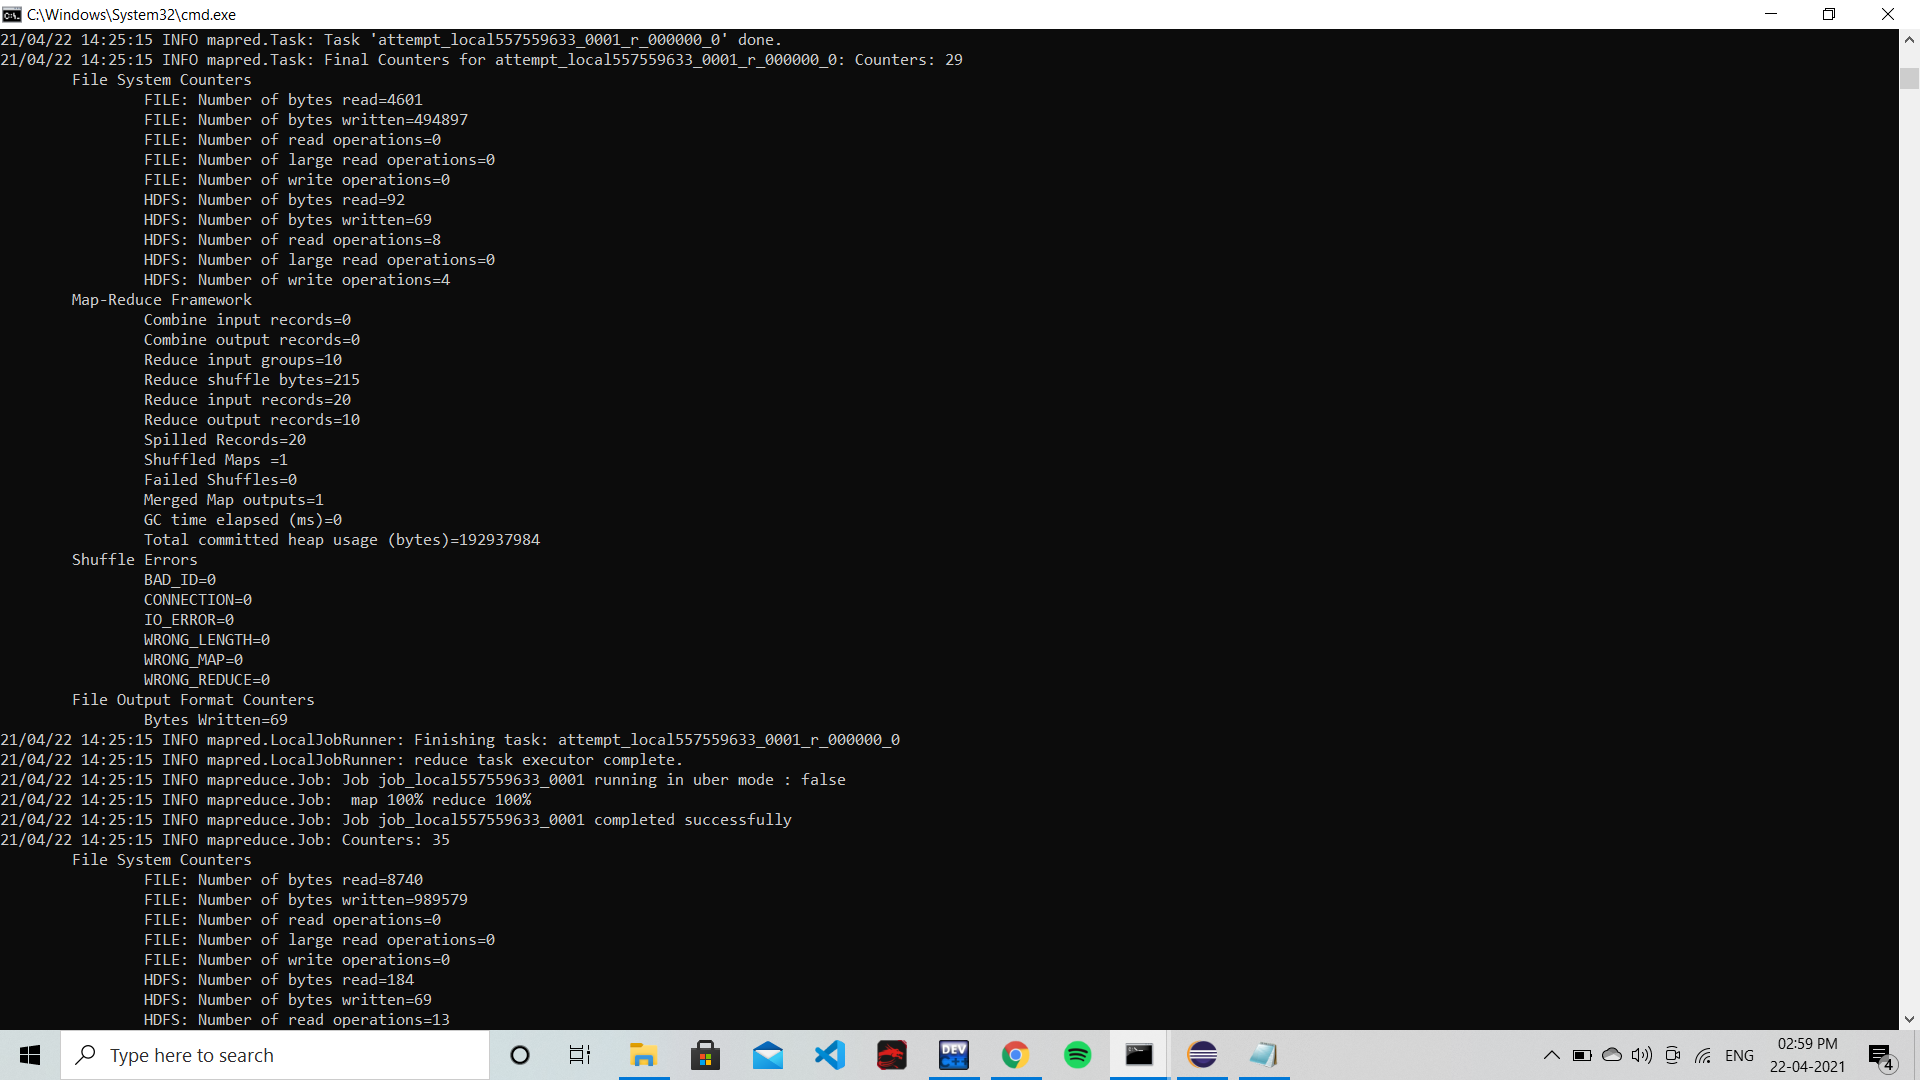 C:\Windows\System32\cmd.exe
21/04/22 14:25:15 INFO mapred.Task: Task 'attempt_local557559633_0001_r_000000_0' done.
21/04/22 14:25:15 INFO mapred.Task: Final Counters for attempt_local557559633_0001_r_000000_0: Counters: 29
File System Counters
FILE: Number of bytes read=4601
FILE: Number of bytes written=494897
FILE: Number of read operations=0
FILE: Number of large read operations=0
FILE: Number of write operations=0
HDFS: Number of bytes read=92
HDFS: Number of bytes written=69
HDFS: Number of read operations=8
HDFS: Number of large read operations=0
HDFS: Number of write operations=4
Map-Reduce Framework
Combine input records=0
Combine output records=0
Reduce input groups=10
Reduce shuffle bytes=215
Reduce input records=20
Reduce output records=10
Spilled Records=20
Shuffled Maps =1
Failed Shuffles=0
Merged Map outputs=1
GC time elapsed (ms)=0
Total committed heap usage (bytes)=192937984
Shuffle Errors
BAD_ID=0
CONNECTION=0
IO_ERROR=0
WRONG_LENGTH=0
WRONG_MAP=0
WRONG_REDUCE=0
File Output Format Counters
Bytes Written=69
21/04/22 14:25:15 INFO mapred.LocalJobRunner: Finishing task: attempt_local557559633_0001_r_000000_0
21/04/22 14:25:15 INFO mapred.LocalJobRunner: reduce task executor complete.
21/04/22 14:25:15 INFO mapreduce.Job: Job job_local557559633_0001 running in uber mode : false
21/04/22 14:25:15 INFO mapreduce.Job:  map 100% reduce 100%
21/04/22 14:25:15 INFO mapreduce.Job: Job job_local557559633_0001 completed successfully
21/04/22 14:25:15 INFO mapreduce.Job: Counters: 35
File System Counters
FILE: Number of bytes read=8740
FILE: Number of bytes written=989579
FILE: Number of read operations=0
FILE: Number of large read operations=0
FILE: Number of write operations=0
HDFS: Number of bytes read=184
HDFS: Number of bytes written=69
HDFS: Number of read operations=13
Type here to search
DEV
C++
ENG
02:59 PM
22-04-2021
4